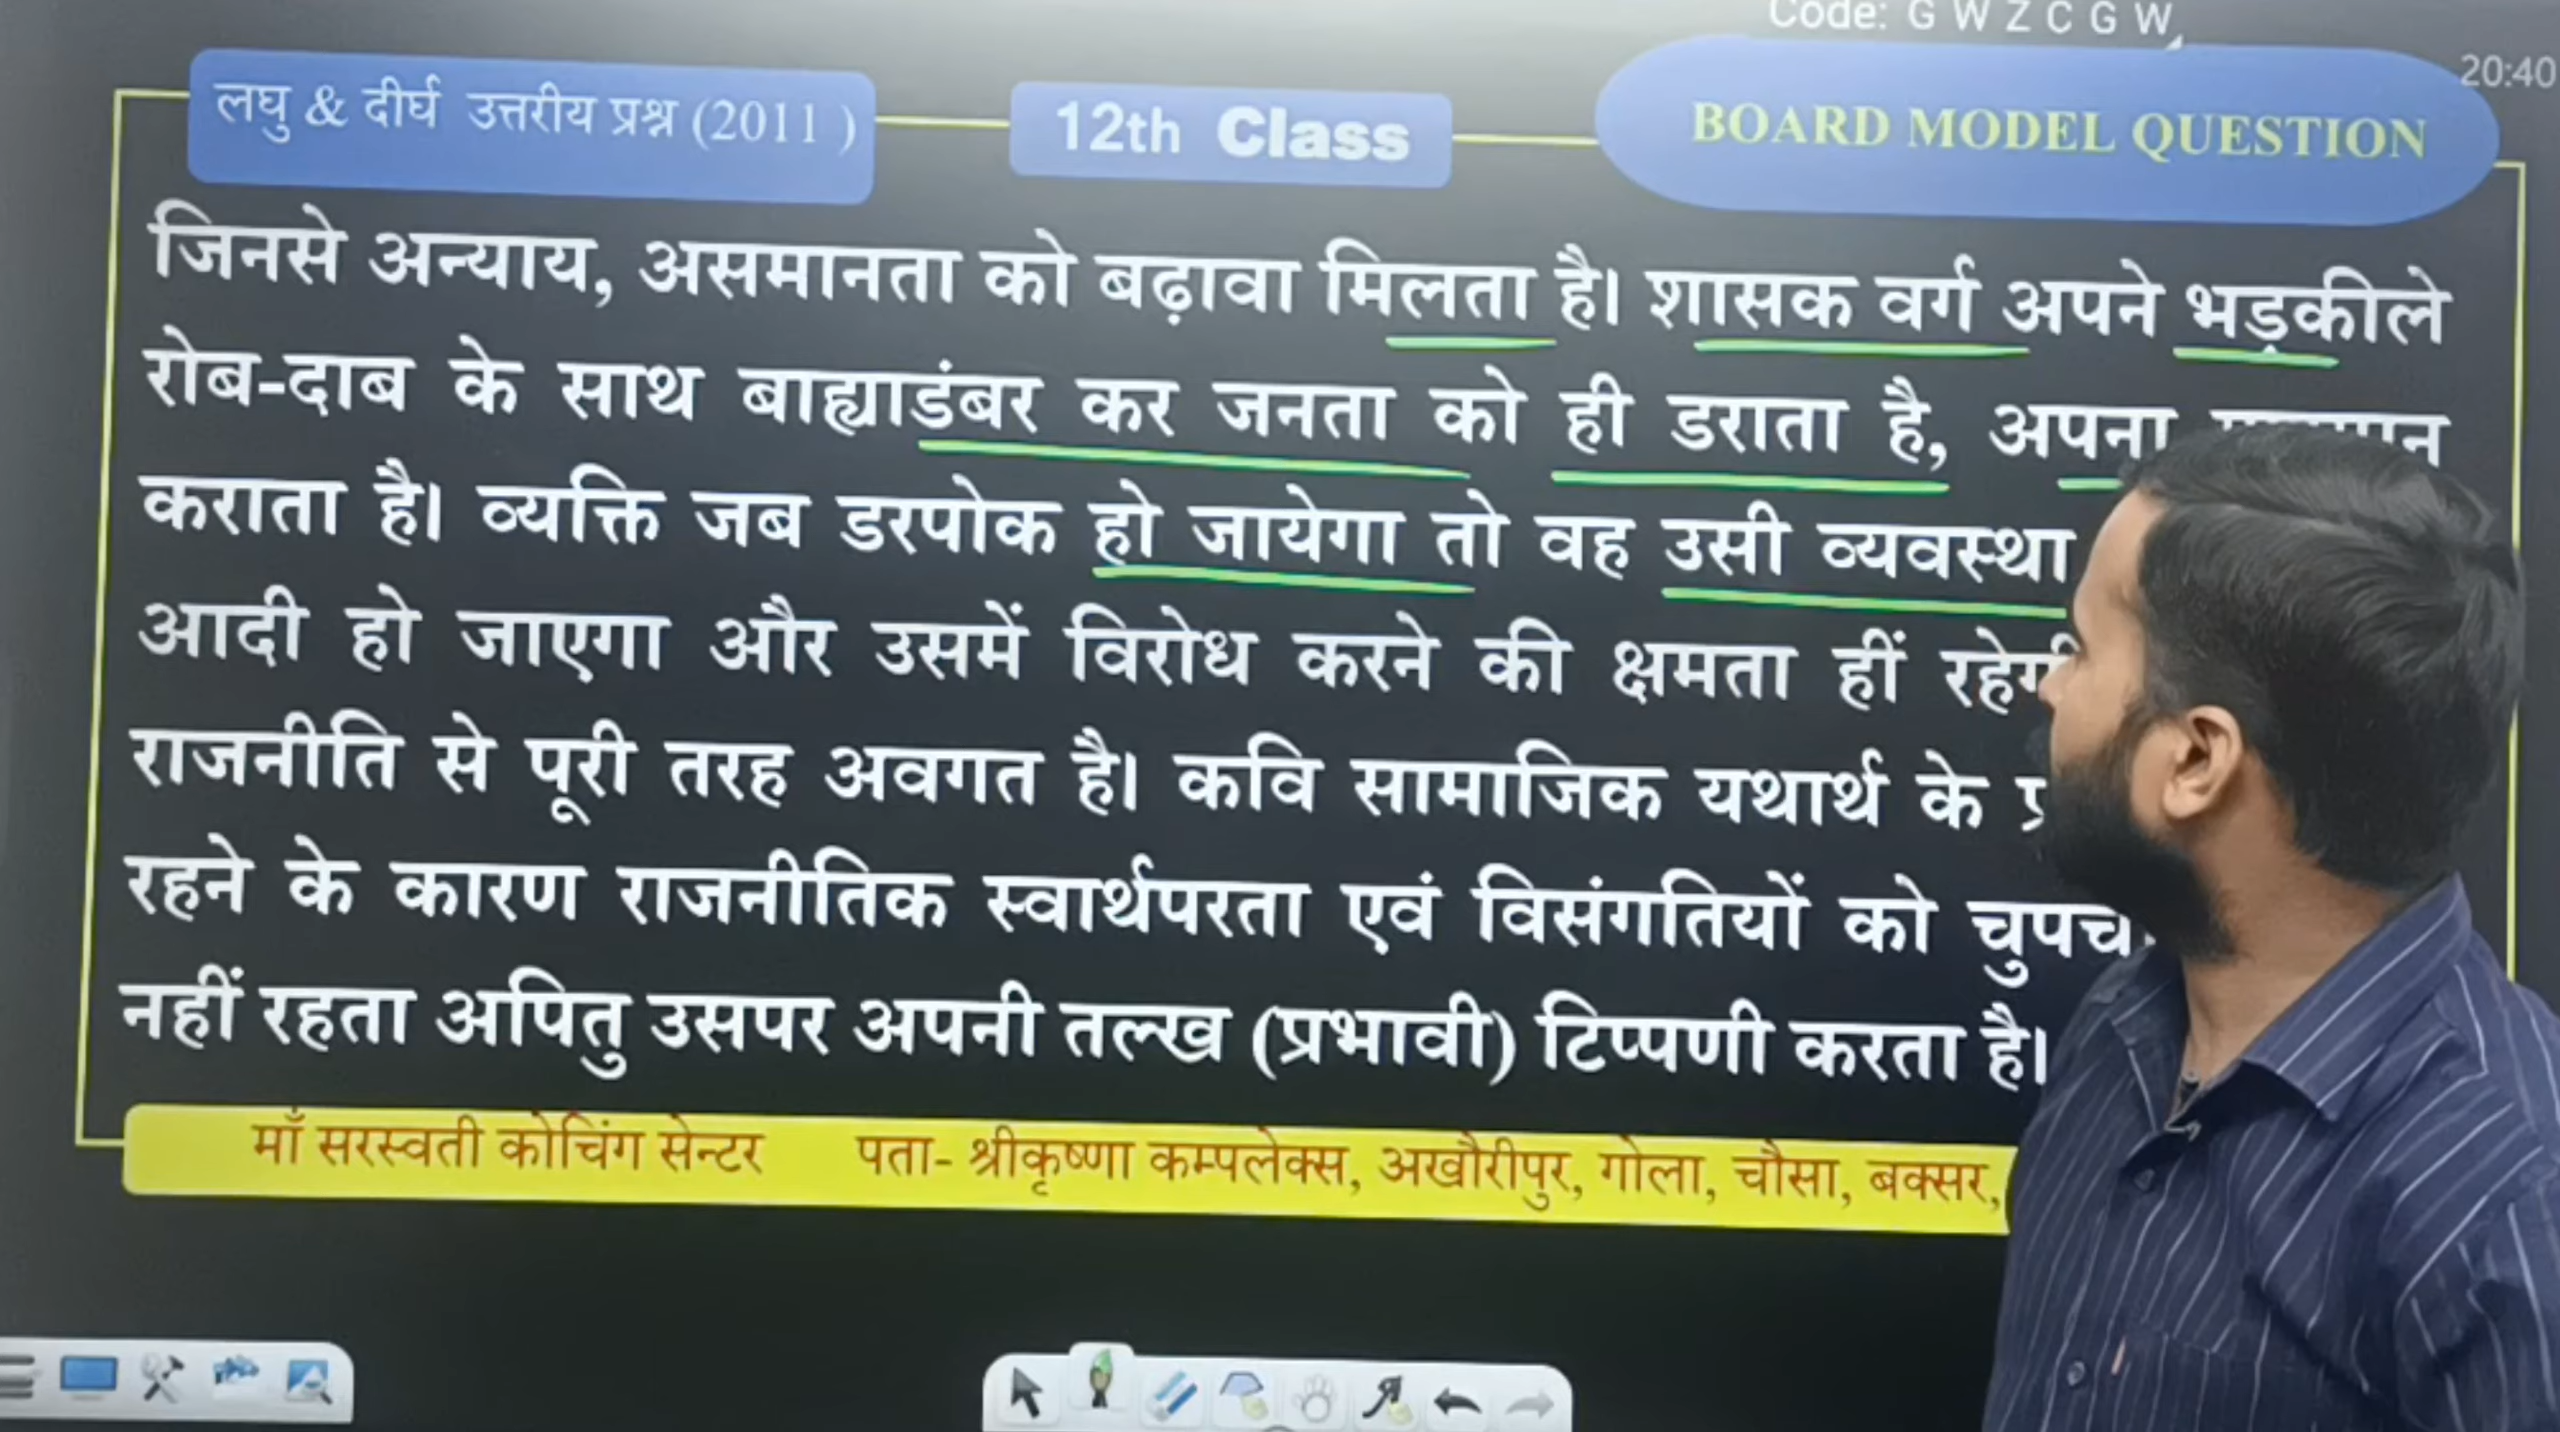 Code: G W Z C G W
20:40
लघु & दीर्घ उत्तरीय प्रश्न (2011 )
12th Class
BOARD MODEL QUESTION
जिनसे अन्याय, असमानता को बढ़ावा मिलता है। शासक वर्ग अपने भड़कीले
रोब-दाब के साथ बाह्याडंबर कर जनता को ही डराता है, अपना
कराता है। व्यक्ति जब डरपोक हो जायेगा तो वह उसी व्यवस्था
आदी हो जाएगा और उसमें विरोध करने की क्षमता हीं
राजनीति से पूरी तरह अवगत है। कवि सामाजिक यथार्थ के
रहने के कारण राजनीतिक स्वार्थपरता एवं विसंगतियों को
नहीं रहता अपितु उसपर अपनी तल्ख (प्रभावी) टिप्पणी करता है।
माँ सरस्वती कोचिंग सेन्टर पता- श्रीकृष्णा कम्पलेक्स, अखौरीपुर, गोला, चौसा, बक्सर,